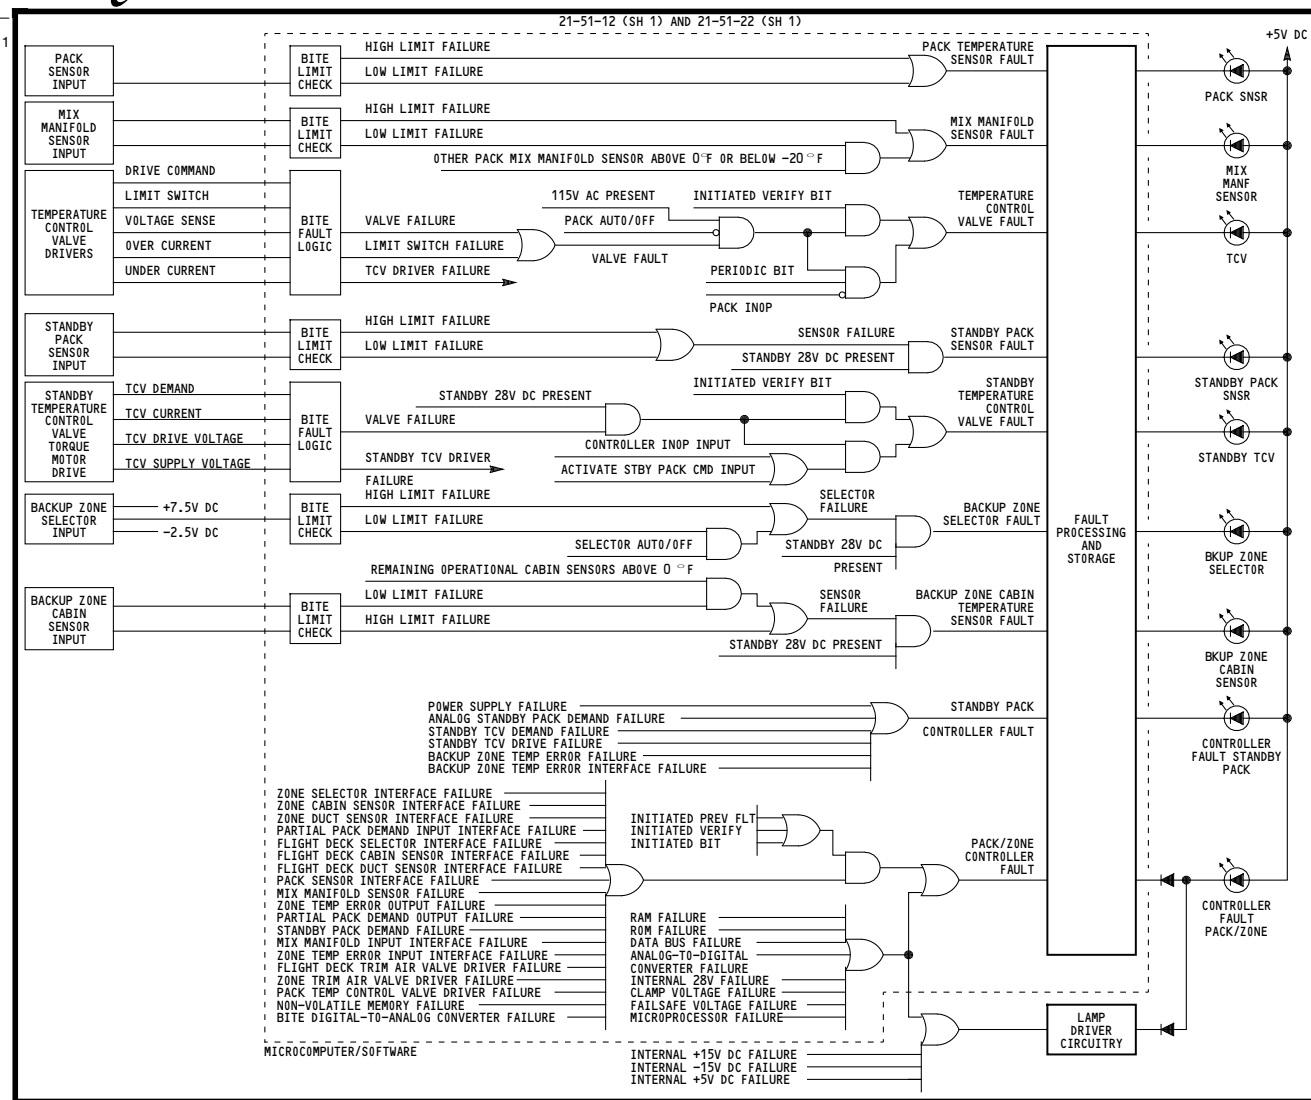 21-51-12 (SH 1) AND 21-51-22 (SH 1)
+5V DC
1
PACK
SENSOR
INPUT
BITE
LIMIT
CHECK
HIGH LIMIT FAILURE
LOW LIMIT FAILURE
PACK TEMPERATURE
SENSOR FAULT
PACK SNSR
MIX
MANIFOLD
SENSOR
INPUT
BITE
LIMIT
CHECK
HIGH LIMIT FAILURE
LOW LIMIT FAILURE
OTHER PACK MIX MANIFOLD SENSOR ABOVE 0°F OR BELOW -20°F
MIX MANIFOLD
SENSOR FAULT
MIX
MANF
SENSOR
TEMPERATURE
CONTROL
VALVE
DRIVERS
DRIVE COMMAND
LIMIT SWITCH
VOLTAGE SENSE
OVER CURRENT
UNDER CURRENT
BITE
FAULT
LOGIC
VALVE FAILURE
LIMIT SWITCH FAILURE
TCV DRIVER FAILURE
115V AC PRESENT
PACK AUTO/OFF
VALVE FAULT
INITIATED VERIFY BIT
PERIODIC BIT
PACK INOP
TEMPERATURE
CONTROL
VALVE FAULT
TCV
STANDBY
PACK
SENSOR
INPUT
BITE
LIMIT
CHECK
HIGH LIMIT FAILURE
LOW LIMIT FAILURE
SENSOR FAILURE
STANDBY 28V DC PRESENT
STANDBY PACK
SENSOR FAULT
STANDBY PACK
SNSR
STANDBY
TEMPERATURE
CONTROL
VALVE
TORQUE
MOTOR
DRIVE
TCV DEMAND
TCV CURRENT
TCV DRIVE VOLTAGE
TCV SUPPLY VOLTAGE
BITE
FAULT
LOGIC
STANDBY 28V DC PRESENT
VALVE FAILURE
STANDBY TCV DRIVER
FAILURE
INITIATED VERIFY BIT
CONTROLLER INOP INPUT
ACTIVATE STBY PACK CMD INPUT
STANDBY
TEMPERATURE
CONTROL
VALVE FAULT
STANDBY TCV
BACKUP ZONE
SELECTOR
INPUT
+7.5V DC
-2.5V DC
BITE
LIMIT
CHECK
HIGH LIMIT FAILURE
LOW LIMIT FAILURE
SELECTOR AUTO/OFF
SELECTOR
FAILURE
STANDBY 28V DC
PRESENT
BACKUP ZONE
SELECTOR FAULT
BKUP ZONE
SELECTOR
FAULT
PROCESSING
AND
STORAGE
BACKUP ZONE
CABIN
SENSOR
INPUT
BITE
LIMIT
CHECK
REMAINING OPERATIONAL CABIN SENSORS ABOVE 0°F
LOW LIMIT FAILURE
HIGH LIMIT FAILURE
SENSOR
FAILURE
STANDBY 28V DC PRESENT
BACKUP ZONE CABIN
TEMPERATURE
SENSOR FAULT
BKUP ZONE
CABIN
SENSOR
POWER SUPPLY FAILURE
ANALOG STANDBY PACK DEMAND FAILURE
STANDBY TCV DEMAND FAILURE
STANDBY TCV DRIVE FAILURE
BACKUP ZONE TEMP ERROR FAILURE
BACKUP ZONE TEMP ERROR INTERFACE FAILURE
STANDBY PACK
CONTROLLER FAULT
CONTROLLER
FAULT STANDBY
PACK
ZONE SELECTOR INTERFACE FAILURE
ZONE CABIN SENSOR INTERFACE FAILURE
ZONE DUCT SENSOR INTERFACE FAILURE
PARTIAL PACK DEMAND INPUT INTERFACE FAILURE
FLIGHT DECK SELECTOR INTERFACE FAILURE
FLIGHT DECK CABIN SENSOR INTERFACE FAILURE
FLIGHT DECK DUCT SENSOR INTERFACE FAILURE
PACK SENSOR INTERFACE FAILURE
MIX MANIFOLD SENSOR FAILURE
ZONE TEMP ERROR OUTPUT FAILURE
PARTIAL PACK DEMAND OUTPUT FAILURE
STANDBY PACK DEMAND FAILURE
MIX MANIFOLD INPUT INTERFACE FAILURE
ZONE TEMP ERROR INPUT INTERFACE FAILURE
FLIGHT DECK TRIM AIR VALVE DRIVER FAILURE
ZONE TRIM AIR VALVE DRIVER FAILURE
PACK TEMP CONTROL VALVE DRIVER FAILURE
NON-VOLATILE MEMORY FAILURE
BITE DIGITAL-TO-ANALOG CONVERTER FAILURE
INITIATED PREV FLT
INITIATED VERIFY
INITIATED BIT
PACK/ZONE
CONTROLLER
FAULT
CONTROLLER
FAULT
PACK/ZONE
RAM FAILURE
ROM FAILURE
DATA BUS FAILURE
ANALOG-TO-DIGITAL
CONVERTER FAILURE
INTERNAL 28V FAILURE
CLAMP VOLTAGE FAILURE
FAILSAFE VOLTAGE FAILURE
MICROPROCESSOR FAILURE
LAMP
DRIVER
CIRCUITRY
MICROCOMPUTER/SOFTWARE
INTERNAL +15V DC FAILURE
INTERNAL -15V DC FAILURE
INTERNAL +5V DC FAILURE